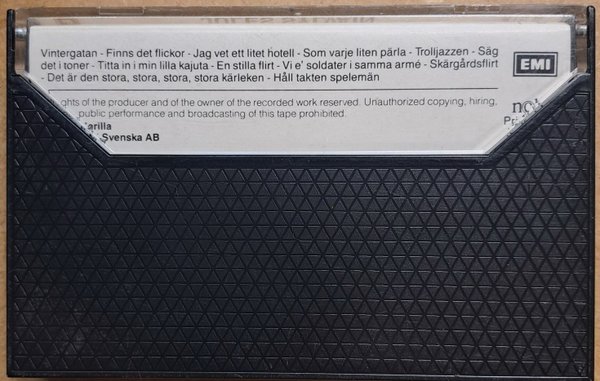 JULES SYLVAIN
Vintergatan - Finns det flickor - Jag vet ett litet hotell - Som varje liten pärla - Trolljazzen - Säg
det i toner - Titta in i min lilla kajuta - En stilla flirt - Vi e' soldater i samma armé - Skärgårdsflirt
- Det är den stora, stora, stora, stora kärleken - Håll takten spelemän
EMI
ghts of the producer and of the owner of the recorded work reserved. Unauthorized copying, hiring,
public performance and broadcasting of this tape prohibited.
arilla
Svenska AB